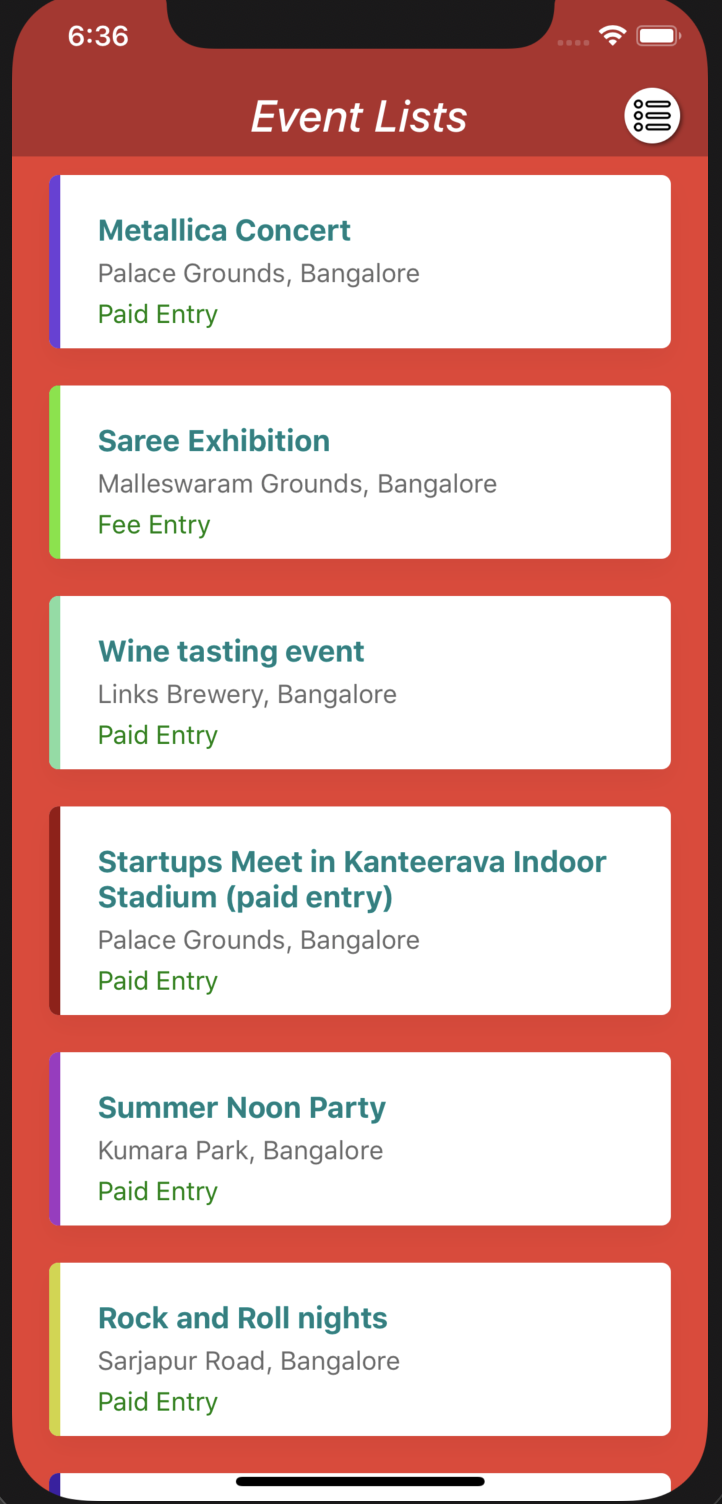 6:36
Event Lists
Metallica Concert
Palace Grounds, Bangalore
Paid Entry
Saree Exhibition
Malleswaram Grounds, Bangalore
Fee Entry
Wine tasting event
Links Brewery, Bangalore
Paid Entry
Startups Meet in Kanteerava Indoor
Stadium (paid entry)
Palace Grounds, Bangalore
Paid Entry
Summer Noon Party
Kumara Park, Bangalore
Paid Entry
Rock and Roll nights
Sarjapur Road, Bangalore
Paid Entry